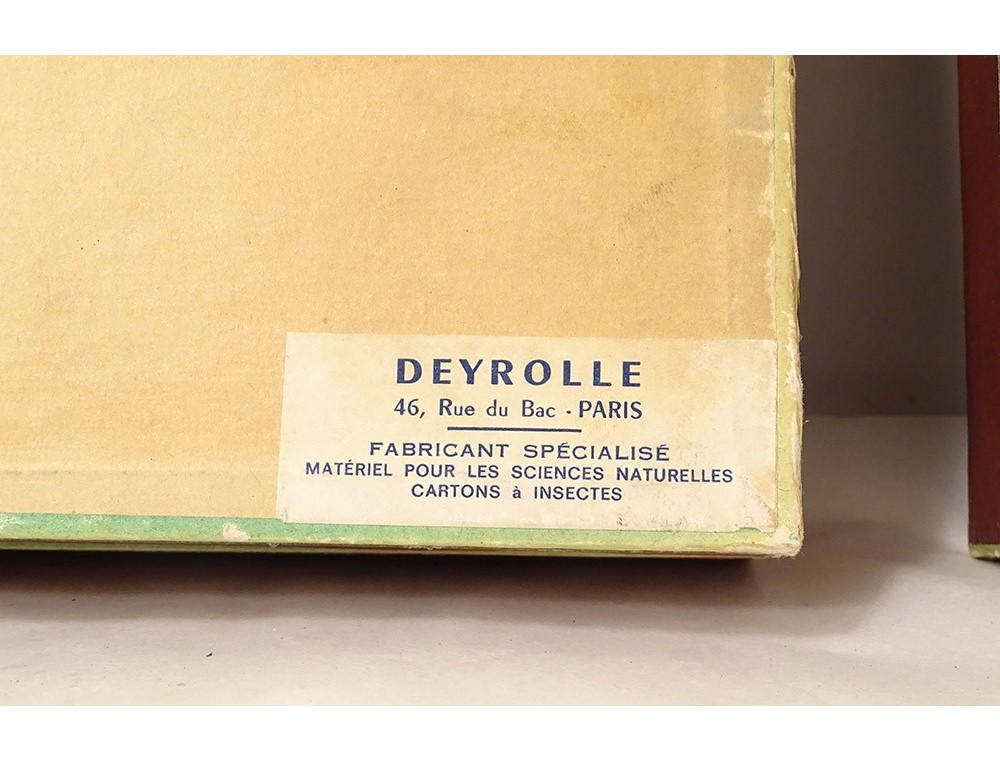 DEYROLLE
46, Rue du Bac - PARIS
FABRICANT SPÉCIALISÉ
MATÉRIEL POUR LES SCIENCES NATURELLES
CARTONS à INSECTES